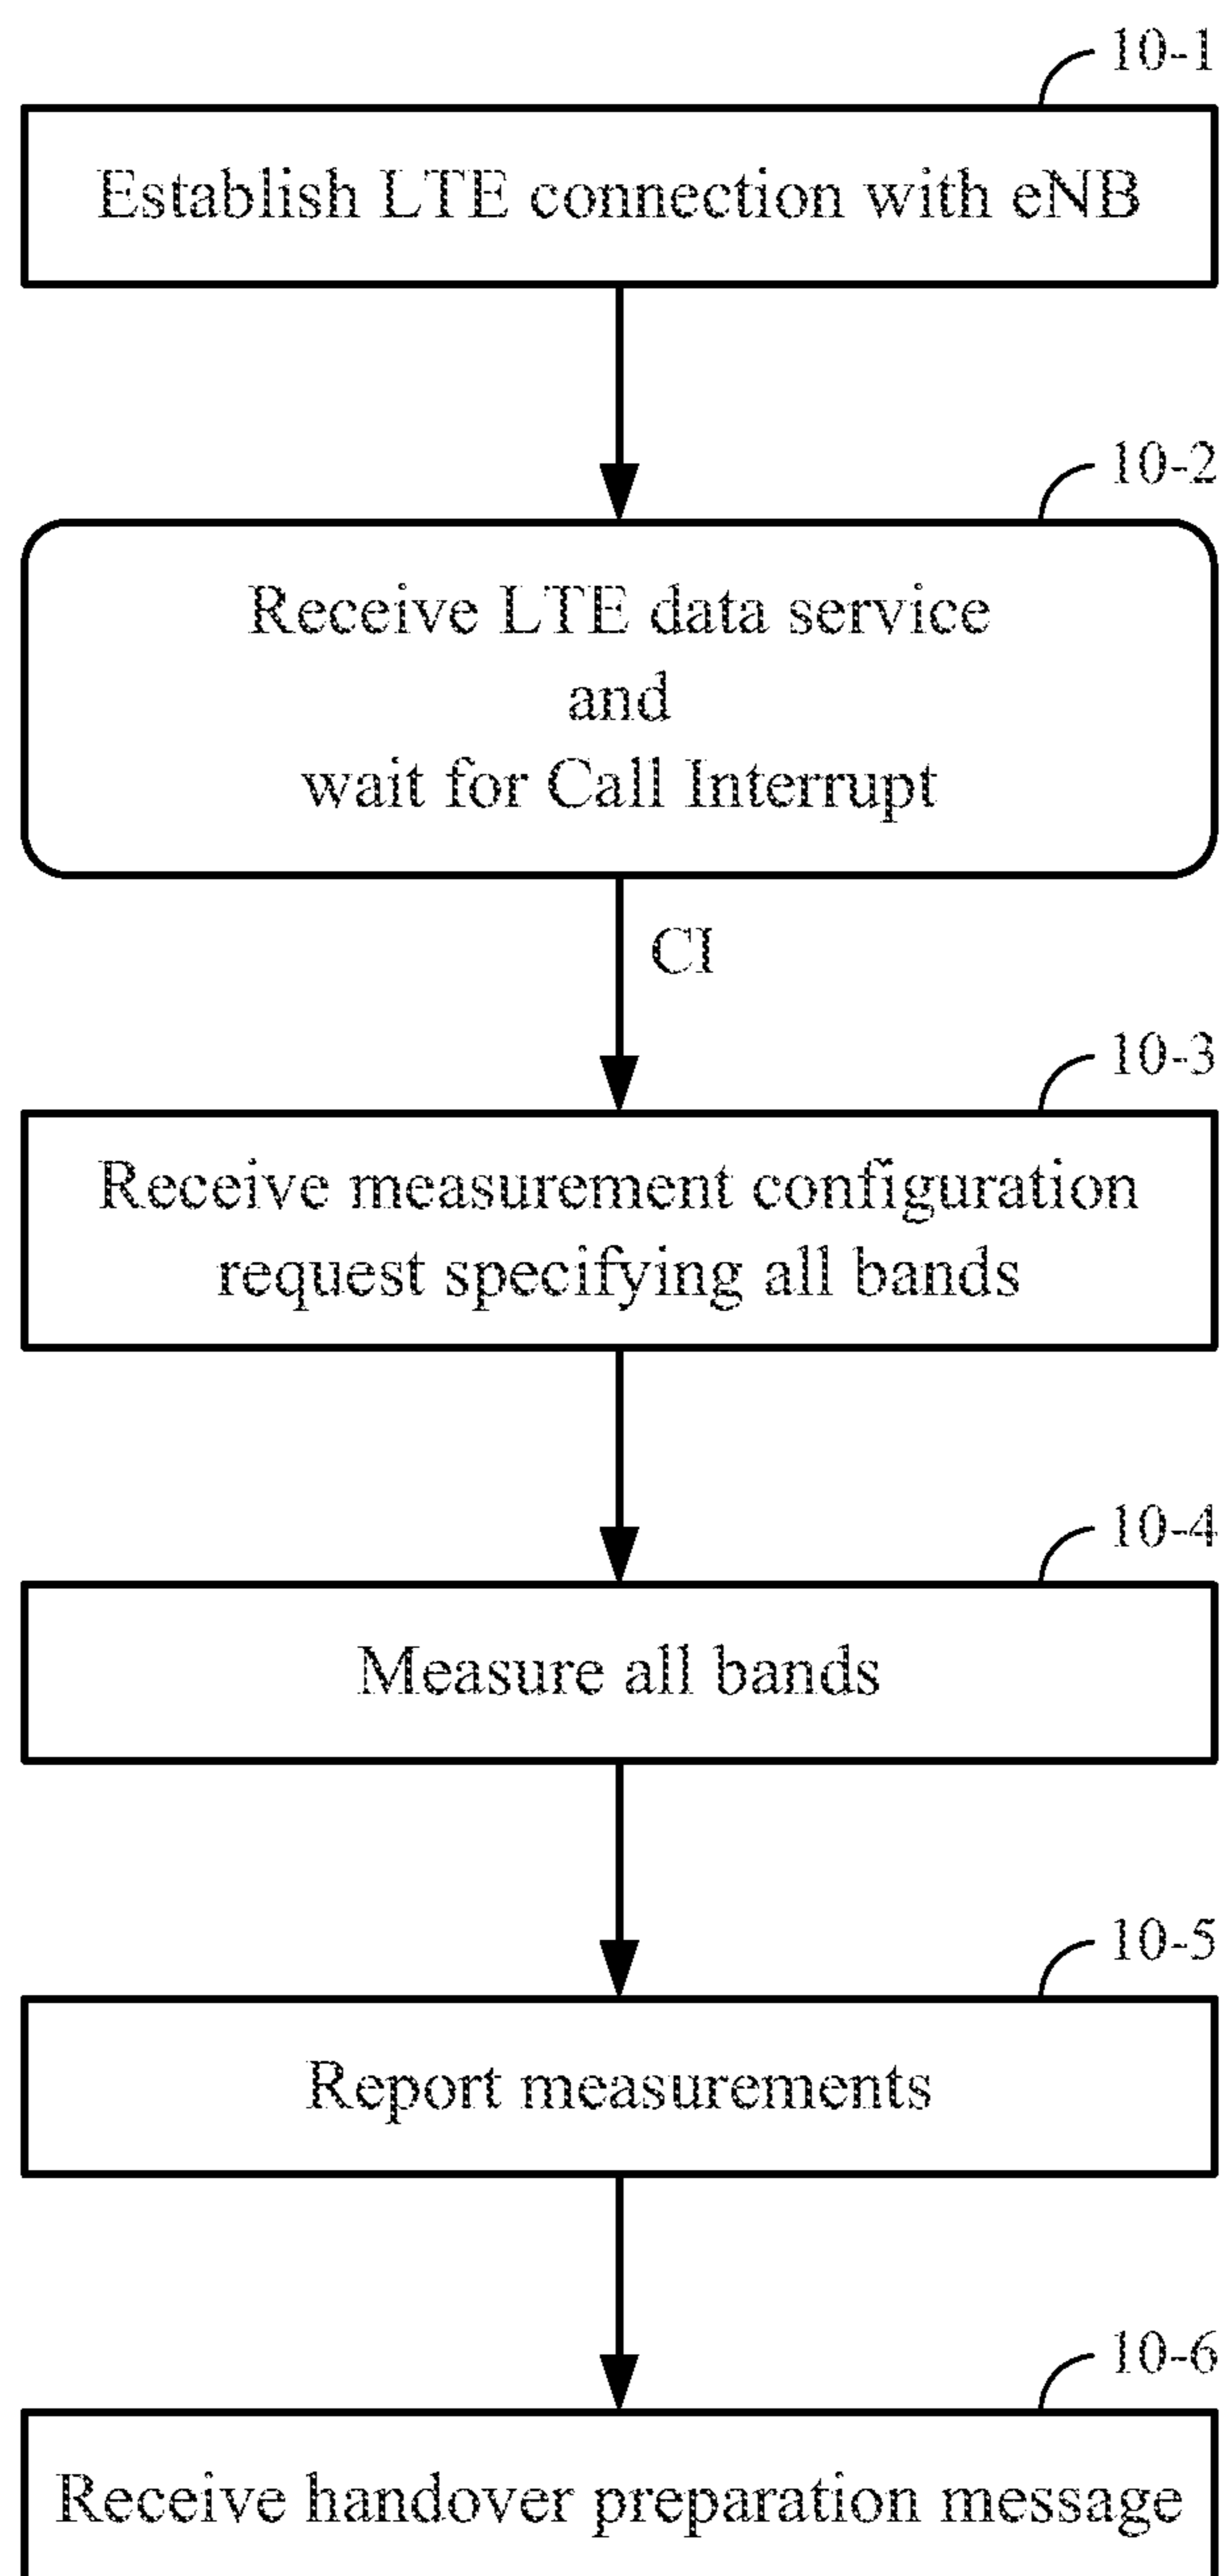 10-1
Establish LTE connection with eNB
10-2
Receive LTE data service
and
wait for Call Interrupt
CI
10-3
Receive measurement configuration
request specifying all bands
10-4
Measure all bands
10-5
Report measurements
10-6
Receive handover preparation message